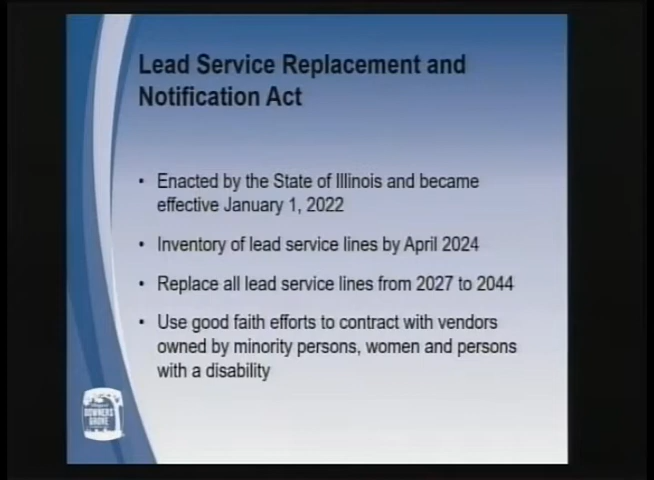 Lead Service Replacement and
Notification Act
• Enacted by the State of Illinois and became
effective January 1, 2022
• Inventory of lead service lines by April 2024
• Replace all lead service lines from 2027 to 2044
• Use good faith efforts to contract with vendors
owned by minority persons, women and persons
with a disability
DOWNERS
GROVE